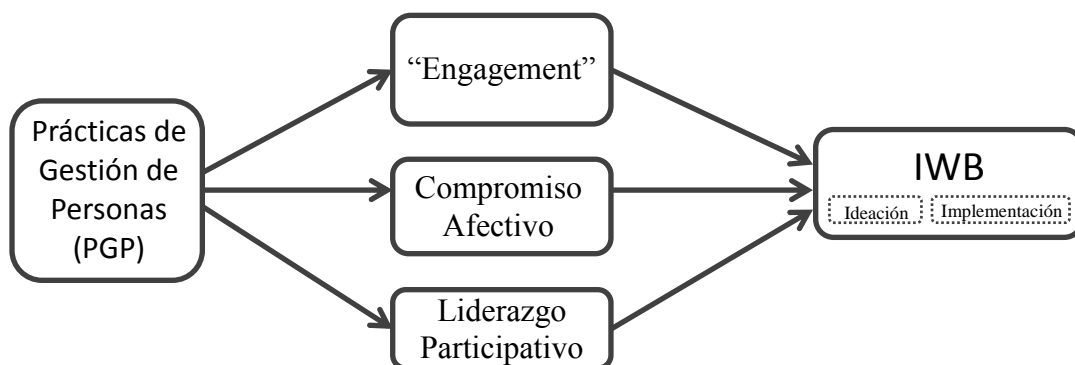 Prácticas de
Gestión de
Personas
(PGP)
“Engagement”
Compromiso
Afectivo
Liderazgo
Participativo
IWB
Ideación
Implementación